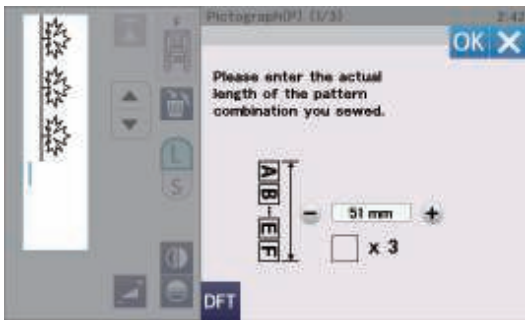 Pictograph(P) (1/3) 2:42
OK
Please enter the actual
length of the pattern
combination you sewed.
L
S
A
B
E
F
51 mm
x 3
DFT